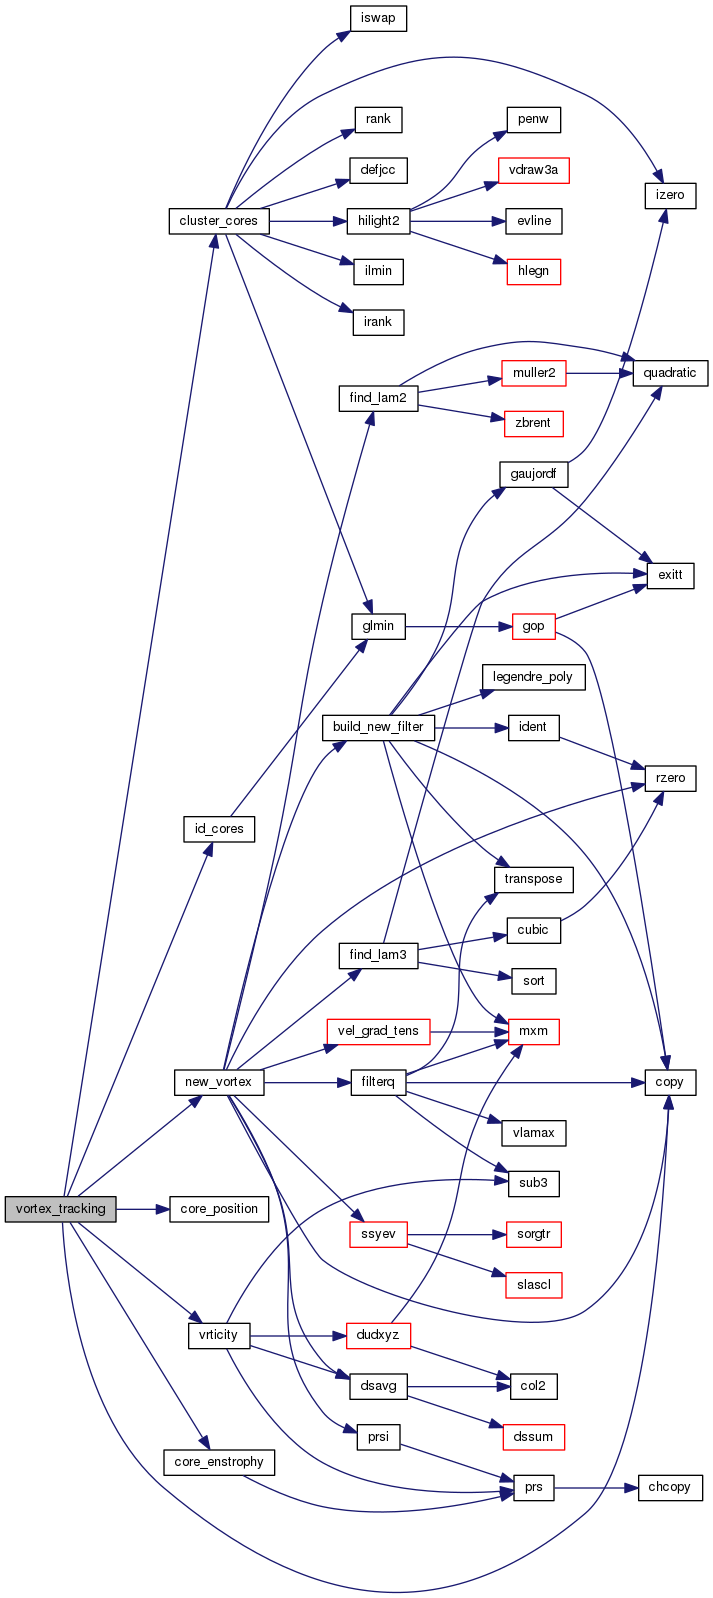 iswap
rank
penw
defjcc
vdraw3a
izero
cluster_cores
hilight2
evline
ilmin
hlegn
irank
muller2
quadratic
find_lam2
zbrent
gaujordf
exitt
glmin
gop
legendre_poly
build_new_filter
ident
rzero
id_cores
transpose
cubic
find_lam3
sort
vel_grad_tens
mxm
new_vortex
filterq
copy
vlamax
sub3
vortex_tracking
core_position
ssyev
sorgtr
slascl
vrticity
dudxyz
dsavg
col2
prsi
dssum
core_enstrophy
prs
chcopy